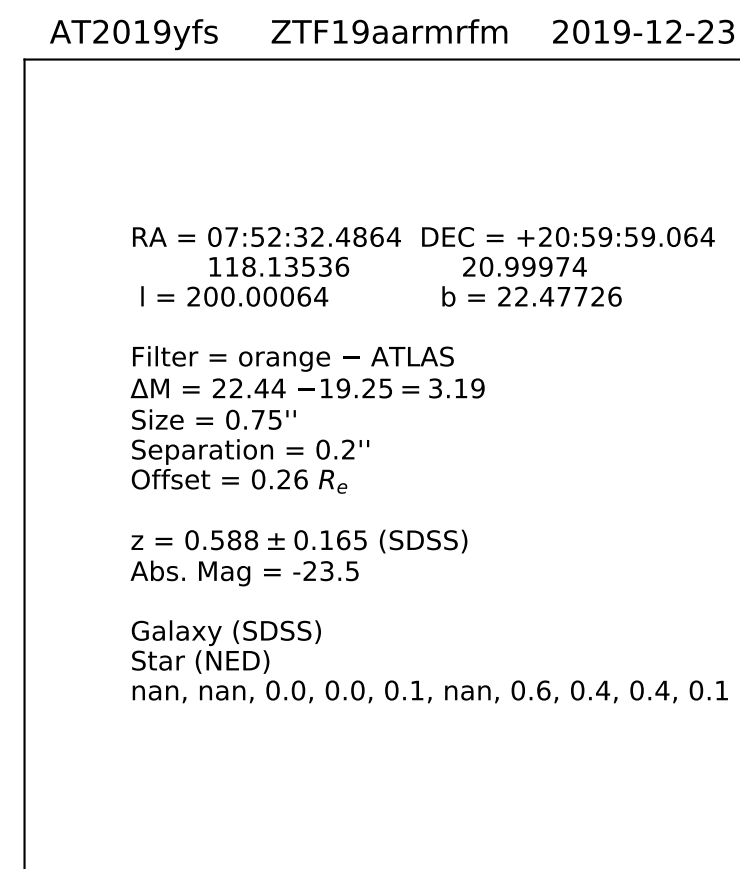 AT2019yfs ZTF19aarmrfm 2019-12-23
RA = 07:52:32.4864 DEC = +20:59:59.064
118.13536 20.99974
l = 200.00064 b = 22.47726
Filter = orange − ATLAS
ΔM = 22.44 −19.25 = 3.19
Size = 0.75''
Separation = 0.2''
Offset = 0.26 Re
z = 0.588 ± 0.165 (SDSS)
Abs. Mag = -23.5
Galaxy (SDSS)
Star (NED)
nan, nan, 0.0, 0.0, 0.1, nan, 0.6, 0.4, 0.4, 0.1